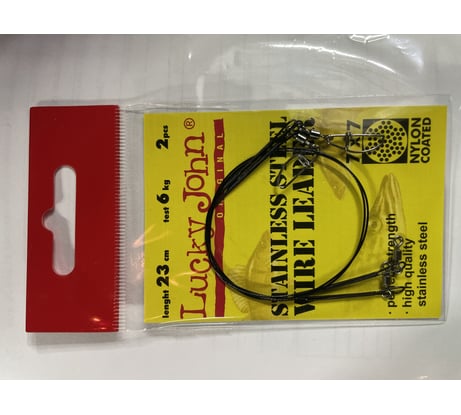 Lucky John®
ORIGINAL
lenght 23 cm test 6 kg 2 pcs
STAINLESS STEEL
WIRE LEADER
7x7
NYLON
COATED
high quality
stainless steel